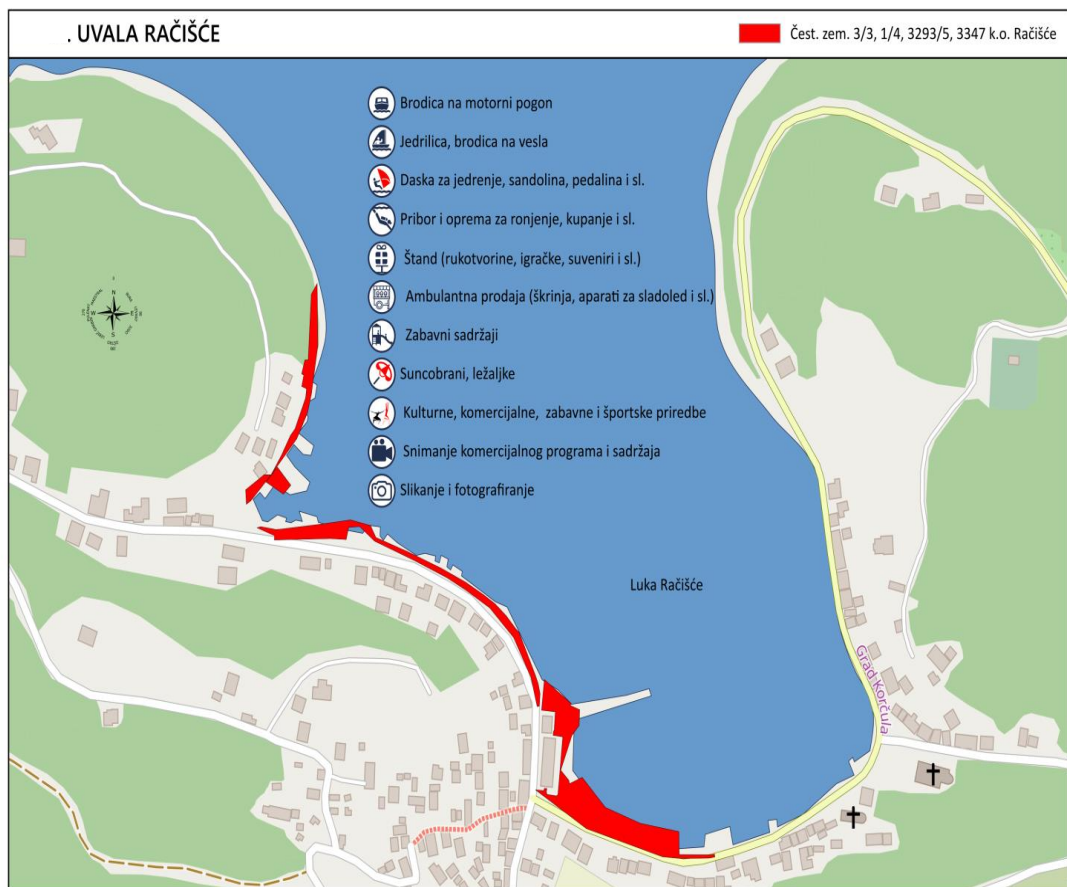 . UVALA RAČIŠĆE
Čest. zem. 3/3, 1/4, 3293/5, 3347 k.o. Račišće
Brodica na motorni pogon
Jedrilica, brodica na vesla
Daska za jedrenje, sandolina, pedalina i sl.
Pribor i oprema za ronjenje, kupanje i sl.
Štand (rukotvorine, igračke, suveniri i sl.)
Ambulantna prodaja (škrinja, aparati za sladoled i sl.)
Zabavni sadržaji
Suncobrani, ležaljke
Kulturne, komercijalne, zabavne i športske priredbe
Snimanje komercijalnog programa i sadržaja
Slikanje i fotografiranje
N
W
E
S
Luka Račišće
Grad Korčula